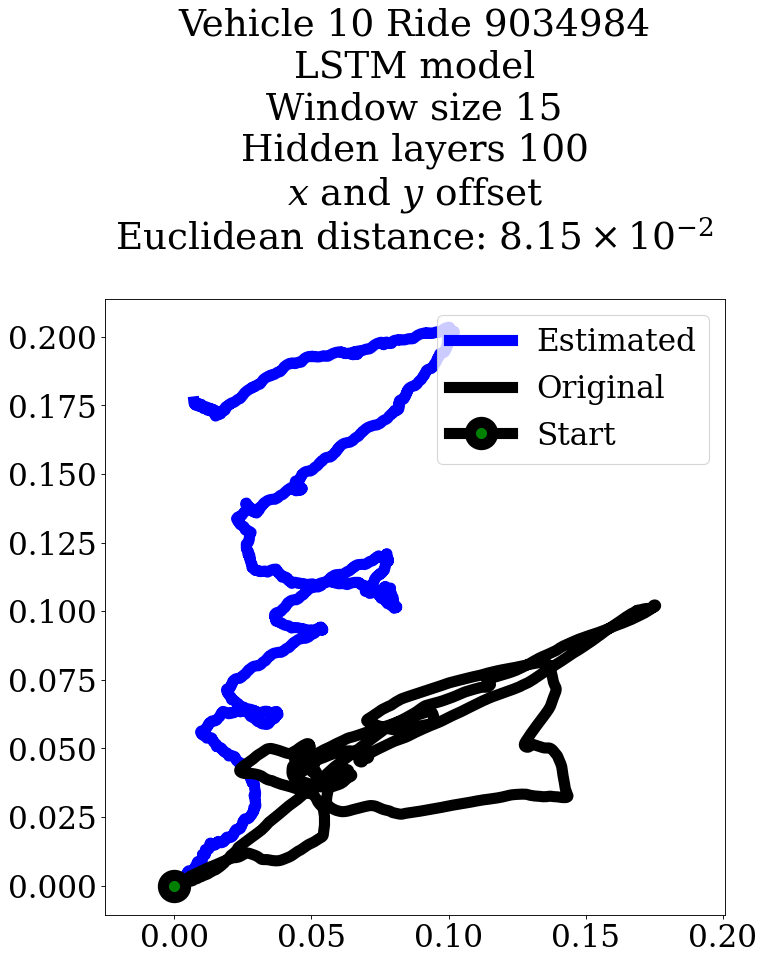 Vehicle 10 Ride 9034984
LSTM model
Window size 15
Hidden layers 100
x and y offset
Euclidean distance: 8.15 × 10⁻²
Estimated
Original
Start
0.200
0.175
0.150
0.125
0.100
0.075
0.050
0.025
0.000
0.00 0.05 0.10 0.15 0.20